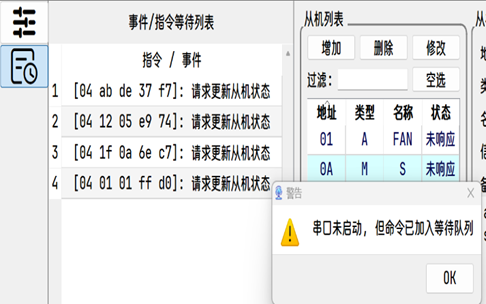 事件/指令等待列表
指令 / 事件
1 [04 ab de 37 f7]: 请求更新从机状态
2 [04 12 05 e9 74]: 请求更新从机状态
3 [04 1f 0a 6e c7]: 请求更新从机状态
4 [04 01 01 ff d0]: 请求更新从机状态
从机列表
增加 删除 修改
过滤: 空选
地址 类型 名称 状态
01 A FAN 未响应
0A M S 未响应
警告
串口未启动, 但命令已加入等待队列
OK